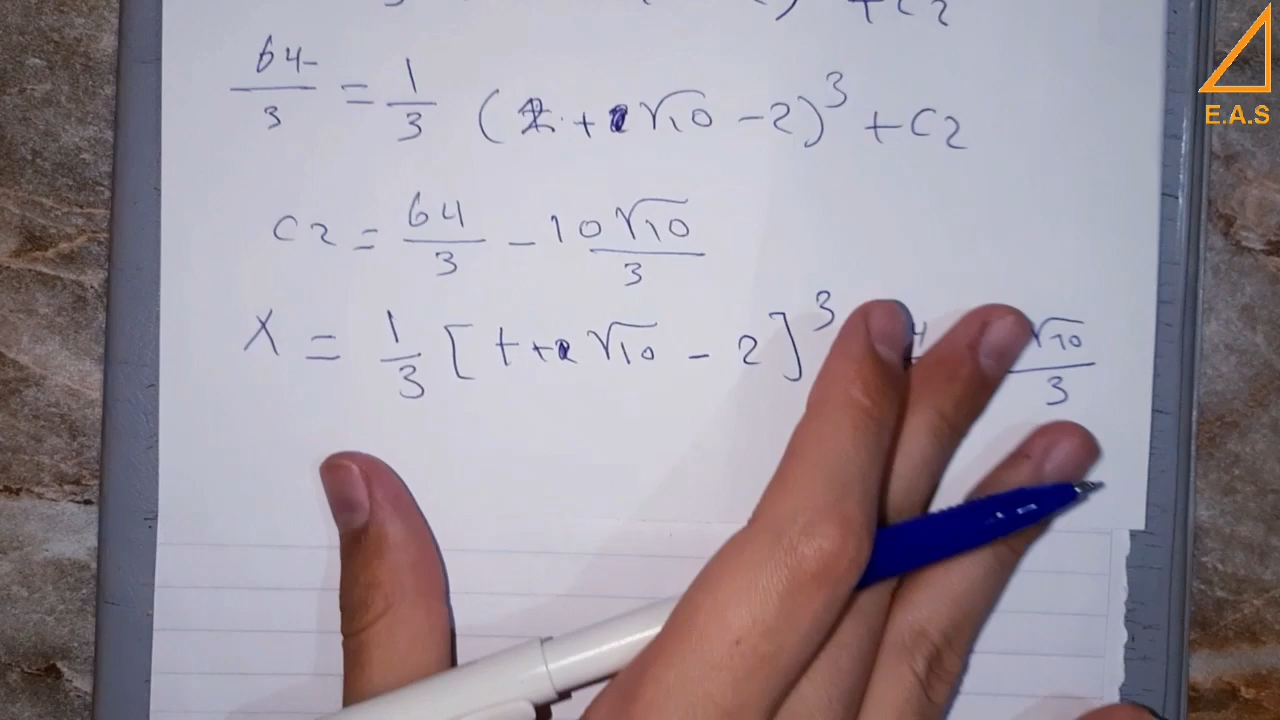 +C2
64/3 = 1/3 (2 + √10 - 2)^3 + C2
E.A.S
C2 = 64/3 - 10√10/3
X = 1/3 [t + √10 - 2]^3 √10/3